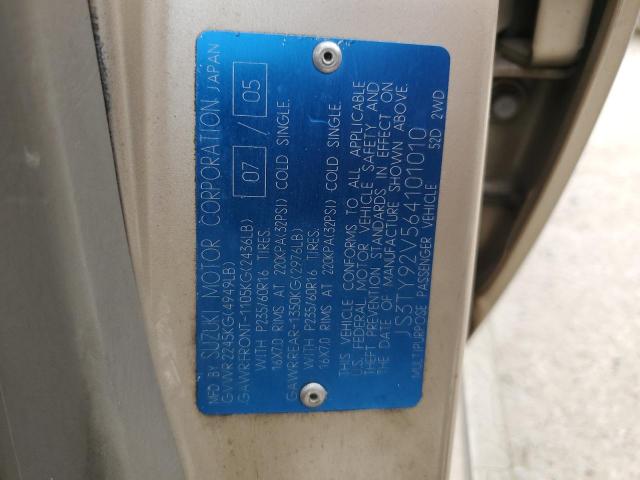 MFD BY SUZUKI MOTOR CORPORATION JAPAN
GVWR2245KG(4949LB) 07 / 05
GAWRFRONT-1105KG(2436LB)
WITH P235/60R16 TIRES.
16X7.0 RIMS AT 220KPA(32PSI) COLD SINGLE.
GAWRREAR-1350KG(2976LB)
WITH P235/60R16 TIRES.
16X7.0 RIMS AT 220KPA(32PSI) COLD SINGLE.
THIS VEHICLE CONFORMS TO ALL APPLICABLE
U.S. FEDERAL MOTOR VEHICLE SAFETY AND
THEFT PREVENTION STANDARDS IN EFFECT ON
THE DATE OF MANUFACTURE SHOWN ABOVE.
JS3TY92V564101010
MULTIPURPOSE PASSENGER VEHICLE 52D 2WD